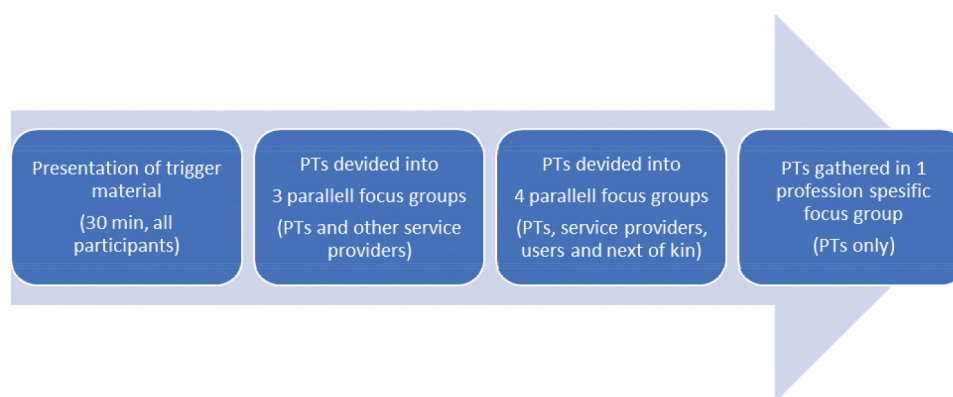 Presentation of trigger
material
(30 min, all
participants)
PTs devided into
3 parallell focus groups
(PTs and other service
providers)
PTs devided into
4 parallell focus groups
(PTs, service providers,
users and next of kin)
PTs gathered in 1
profession spesific
focus group
(PTs only)